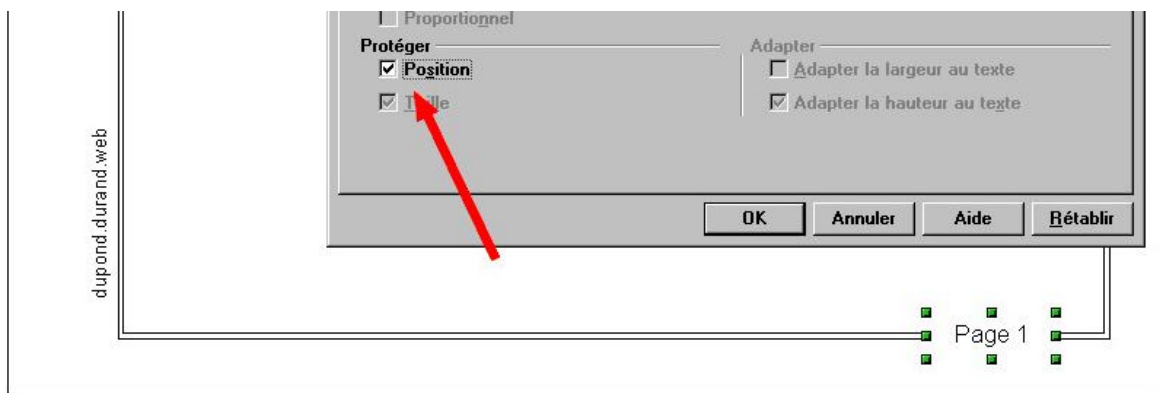 Proportionnel
Protéger
Position
Adapter
Adapter la largeur au texte
Adapter la hauteur au texte
OK
Annuler
Aide
Rétablir
dupond.durand.web
Page 1